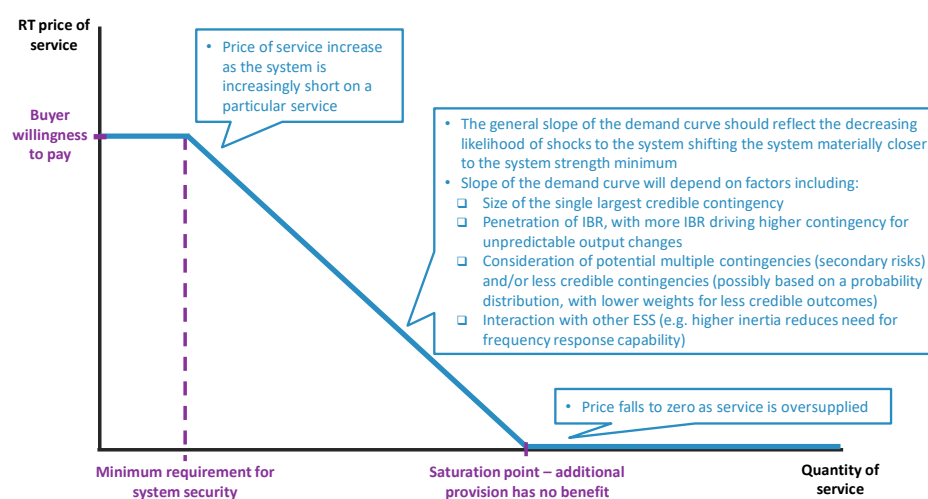 RT price of
service
• Price of service increase
as the system is
increasingly short on a
particular service
Buyer
willingness
to pay
• The general slope of the demand curve should reflect the decreasing
likelihood of shocks to the system shifting the system materially closer
to the system strength minimum
• Slope of the demand curve will depend on factors including:
❑ Size of the single largest credible contingency
❑ Penetration of IBR, with more IBR driving higher contingency for
unpredictable output changes
❑ Consideration of potential multiple contingencies (secondary risks)
and/or less credible contingencies (possibly based on a probability
distribution, with lower weights for less credible outcomes)
❑ Interaction with other ESS (e.g. higher inertia reduces need for
frequency response capability)
• Price falls to zero as service is oversupplied
Minimum requirement for
system security
Saturation point – additional
provision has no benefit
Quantity of
service